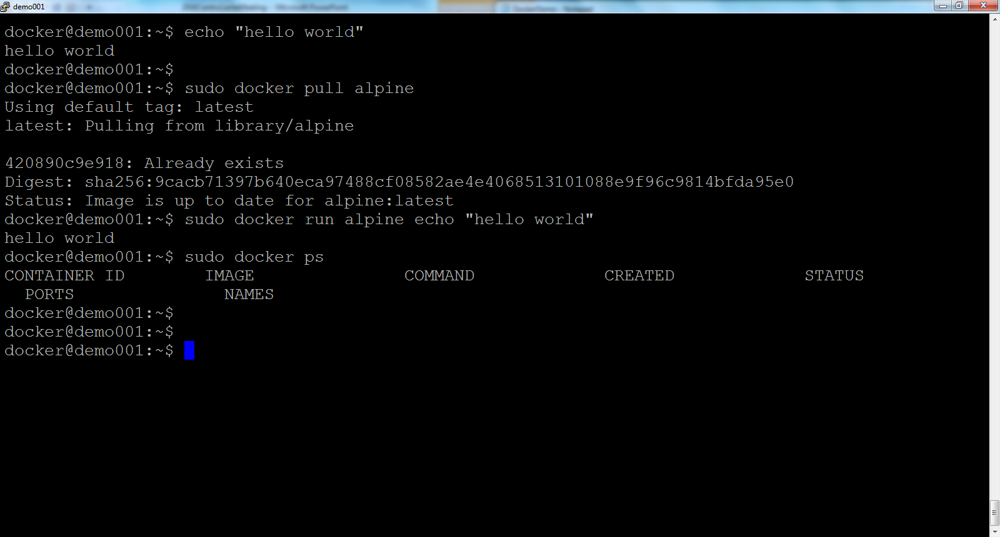 demo001
docker@demo001:~$ echo "hello world"
hello world
docker@demo001:~$
docker@demo001:~$ sudo docker pull alpine
Using default tag: latest
latest: Pulling from library/alpine
420890c9e918: Already exists
Digest: sha256:9cacb71397b640eca97488cf08582ae4e4068513101088e9f96c9814bfda95e0
Status: Image is up to date for alpine:latest
docker@demo001:~$ sudo docker run alpine echo "hello world"
hello world
docker@demo001:~$ sudo docker ps
CONTAINER ID        IMAGE               COMMAND             CREATED             STATUS
  PORTS               NAMES
docker@demo001:~$
docker@demo001:~$
docker@demo001:~$